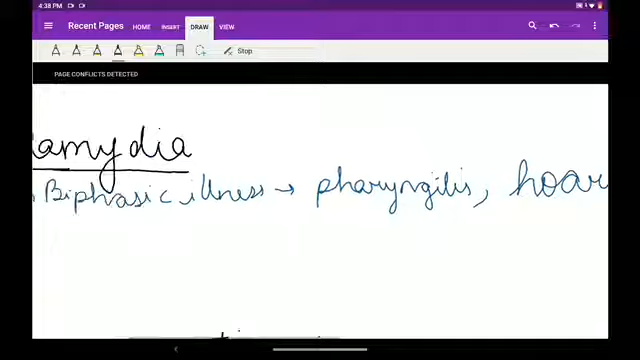 4:38 PM
Recent Pages HOME INSERT DRAW VIEW
Stop
PAGE CONFLICTS DETECTED
lamydia
Biphasic illness → pharyngitis, hoar